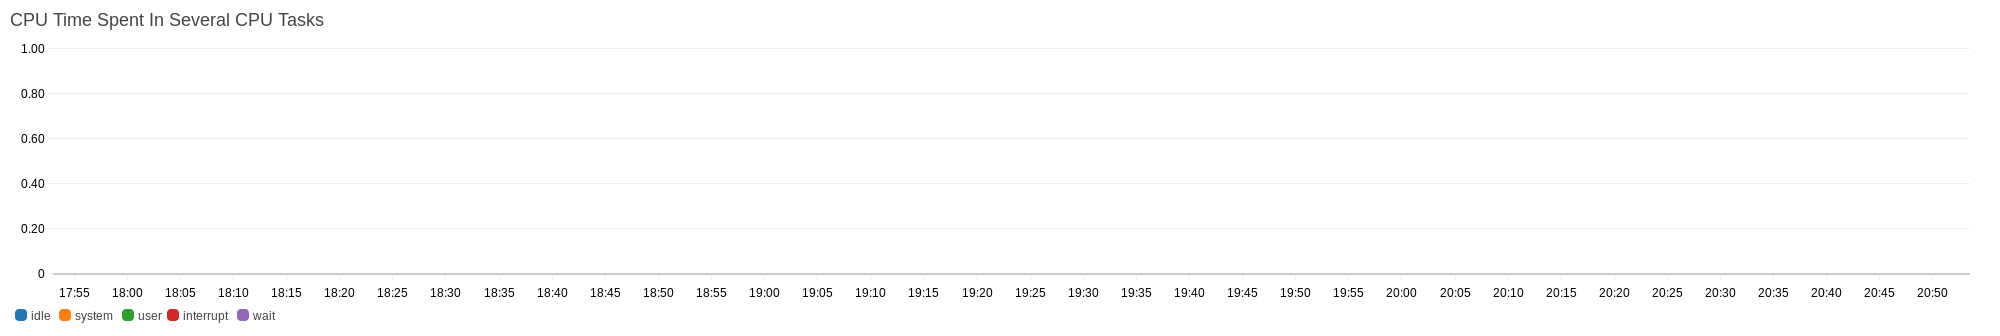 CPU Time Spent In Several CPU Tasks
1.00
0.80
0.60
0.40
0.20
0
17:55 18:00 18:05 18:10 18:15 18:20 18:25 18:30 18:35 18:40 18:45 18:50 18:55 19:00 19:05 19:10 19:15 19:20 19:25 19:30 19:35 19:40 19:45 19:50 19:55 20:00 20:05 20:10 20:15 20:20 20:25 20:30 20:35 20:40 20:45 20:50
idle system user interrupt wait